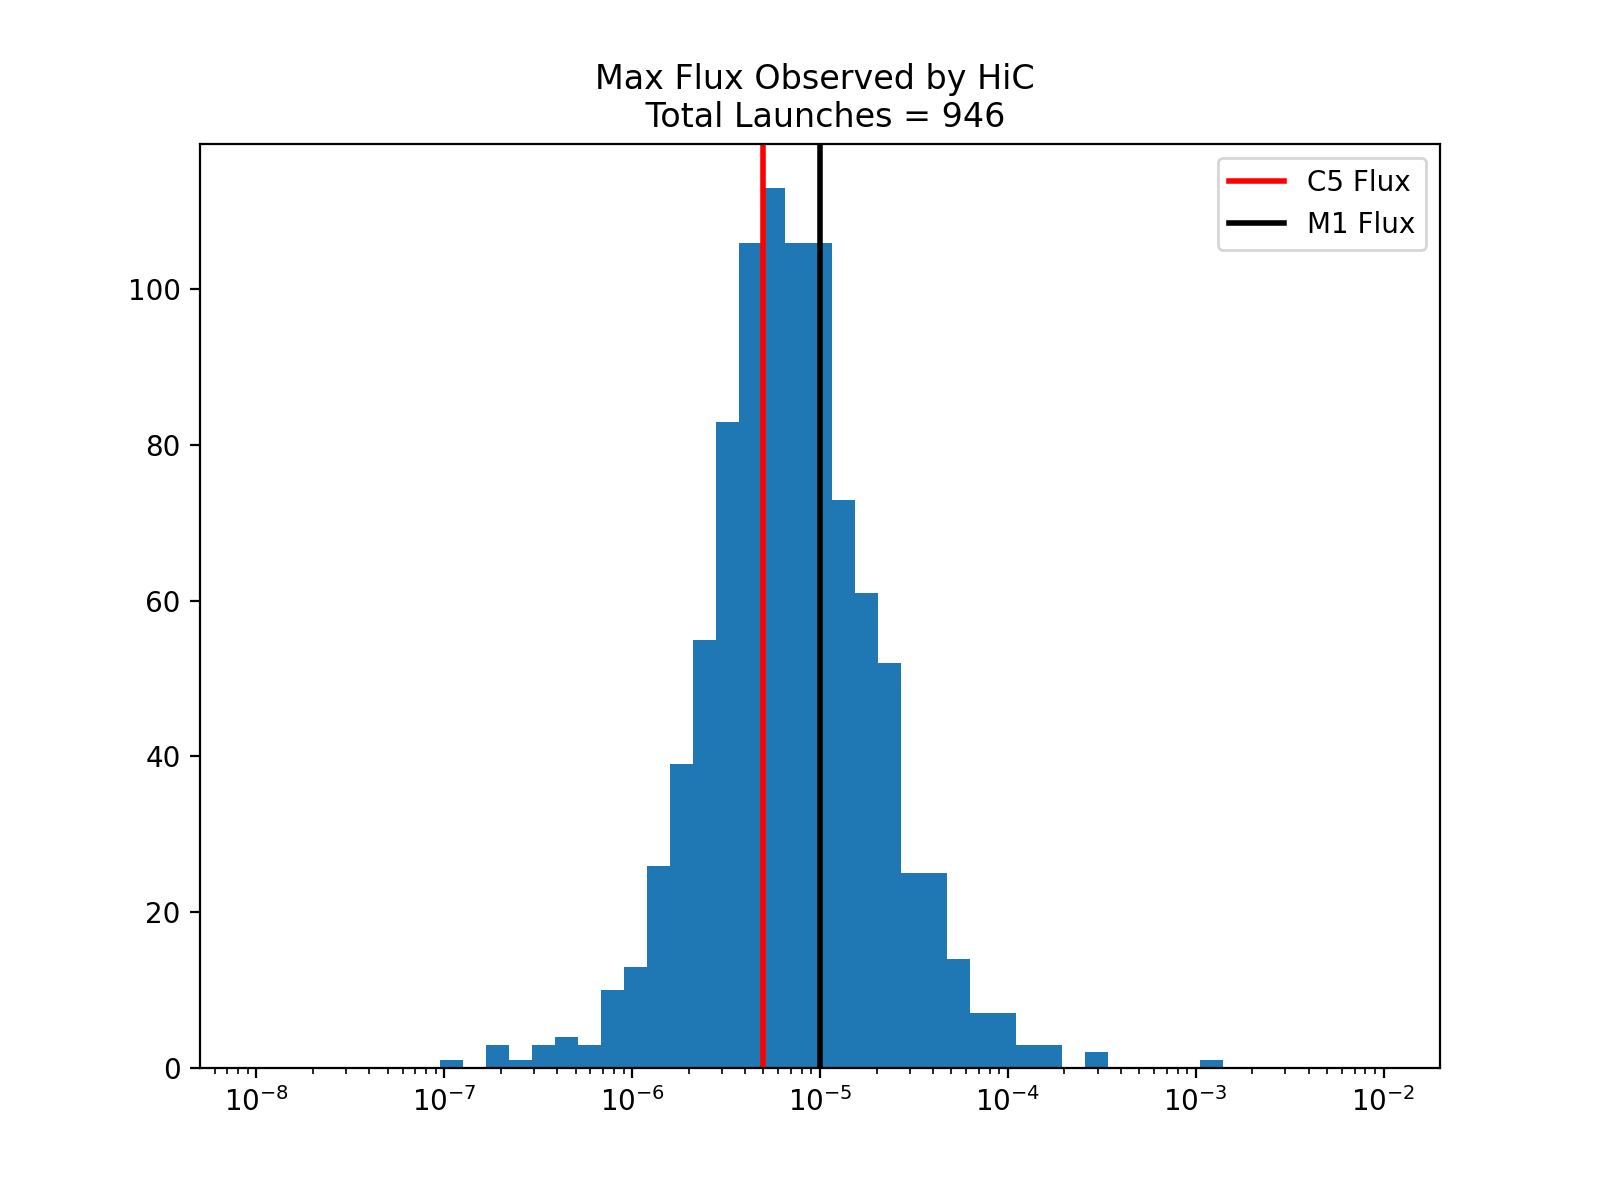 Max Flux Observed by HiC
Total Launches = 946
C5 Flux
M1 Flux
100
80
60
40
20
0
10⁻⁸ 10⁻⁷ 10⁻⁶ 10⁻⁵ 10⁻⁴ 10⁻³ 10⁻²